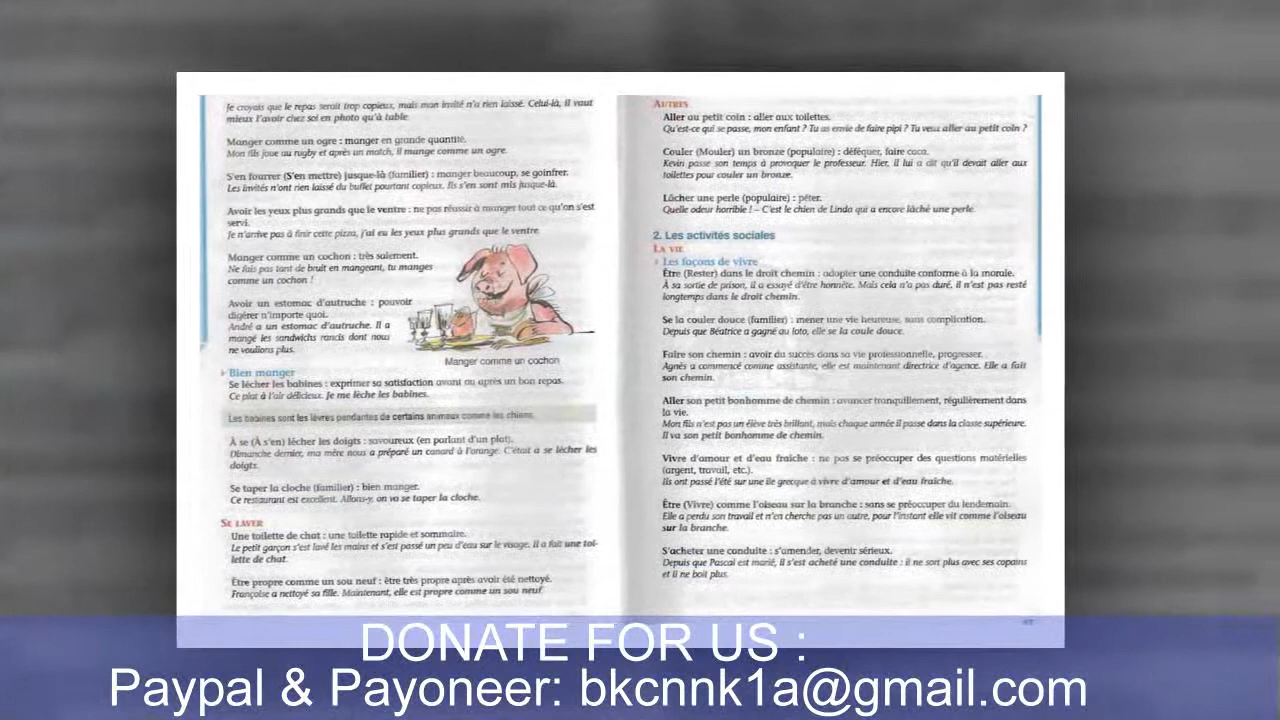 Je croyais que le repas serait trop copieux, mais mon invité n'a rien laissé. Celui-là, il vaut
mieux l'avoir chez soi en photo qu'à table.
Manger comme un ogre : manger en grande quantité.
Mon fils joue au rugby et après un match, il mange comme un ogre.
S'en fourrer (S'en mettre) jusque-là (familier) : manger beaucoup, se goinfrer.
Les invités n'ont rien laissé du buffet pourtant copieux. Ils s'en sont mis jusque-là.
Avoir les yeux plus grands que le ventre : ne pas réussir à manger tout ce qu'on s'est
servi.
Je n'arrive pas à finir cette pizza, j'ai eu les yeux plus grands que le ventre.
Manger comme un cochon : très salement.
Ne fais pas tant de bruit en mangeant, tu manges
comme un cochon !
Avoir un estomac d'autruche : pouvoir
digérer n'importe quoi.
André a un estomac d'autruche. Il a
mangé les sandwichs rancis dont nous
ne voulions plus.
Manger comme un cochon
Bien manger
Se lécher les babines : exprimer sa satisfaction avant ou après un bon repas.
Ce plat à l'air délicieux. Je me lèche les babines.
Les babines sont les lèvres pendantes de certains animaux comme les chiens.
À se (À s'en) lécher les doigts : savoureux (en parlant d'un plat).
Dimanche dernier, ma mère nous a préparé un canard à l'orange. C'était a se lécher les
doigts.
Se taper la cloche (familier) : bien manger.
Ce restaurant est excellent. Allons-y, on va se taper la cloche.
SE LAVER
Une toilette de chat : une toilette rapide et sommaire.
Le petit garçon s'est lavé les mains et s'est passé un peu d'eau sur le visage. Il a fait une toi-
lette de chat.
Être propre comme un sou neuf : être très propre après avoir été nettoyé.
Françoise a nettoyé sa fille. Maintenant, elle est propre comme un sou neuf.
AUTRES
Aller au petit coin : aller aux toilettes.
Qu'est-ce qui se passe, mon enfant ? Tu as envie de faire pipi ? Tu veux aller au petit coin ?
Couler (Mouler) un bronze (populaire) : déféquer, faire caca.
Kevin passe son temps à provoquer le professeur. Hier, il lui a dit qu'il devait aller aux
toilettes pour couler un bronze.
Lâcher une perle (populaire) : péter.
Quelle odeur horrible ! – C'est le chien de Linda qui a encore lâché une perle.
2. Les activités sociales
LA VIE
Les façons de vivre
Être (Rester) dans le droit chemin : adopter une conduite conforme à la morale.
À sa sortie de prison, il a essayé d'être honnête. Mais cela n'a pas duré, il n'est pas resté
longtemps dans le droit chemin.
Se la couler douce (familier) : mener une vie heureuse, sans complication.
Depuis que Béatrice a gagné au loto, elle se la coule douce.
Faire son chemin : avoir du succès dans sa vie professionnelle, progresser.
Agnès a commencé comme assistante, elle est maintenant directrice d'agence. Elle a fait
son chemin.
Aller son petit bonhomme de chemin : avancer tranquillement, régulièrement dans
la vie.
Mon fils n'est pas un élève très brillant, mais chaque année il passe dans la classe supérieure.
Il va son petit bonhomme de chemin.
Vivre d'amour et d'eau fraîche : ne pas se préoccuper des questions matérielles
(argent, travail, etc.).
Ils ont passé l'été sur une île grecque à vivre d'amour et d'eau fraîche.
Être (Vivre) comme l'oiseau sur la branche : sans se préoccuper du lendemain.
Elle a perdu son travail et n'en cherche pas un autre, pour l'instant elle vit comme l'oiseau
sur la branche.
S'acheter une conduite : s'amender, devenir sérieux.
Depuis que Pascal est marié, il s'est acheté une conduite : il ne sort plus avec ses copains
et il ne boit plus.
DONATE FOR US :
Paypal & Payoneer: bkcnnk1a@gmail.com